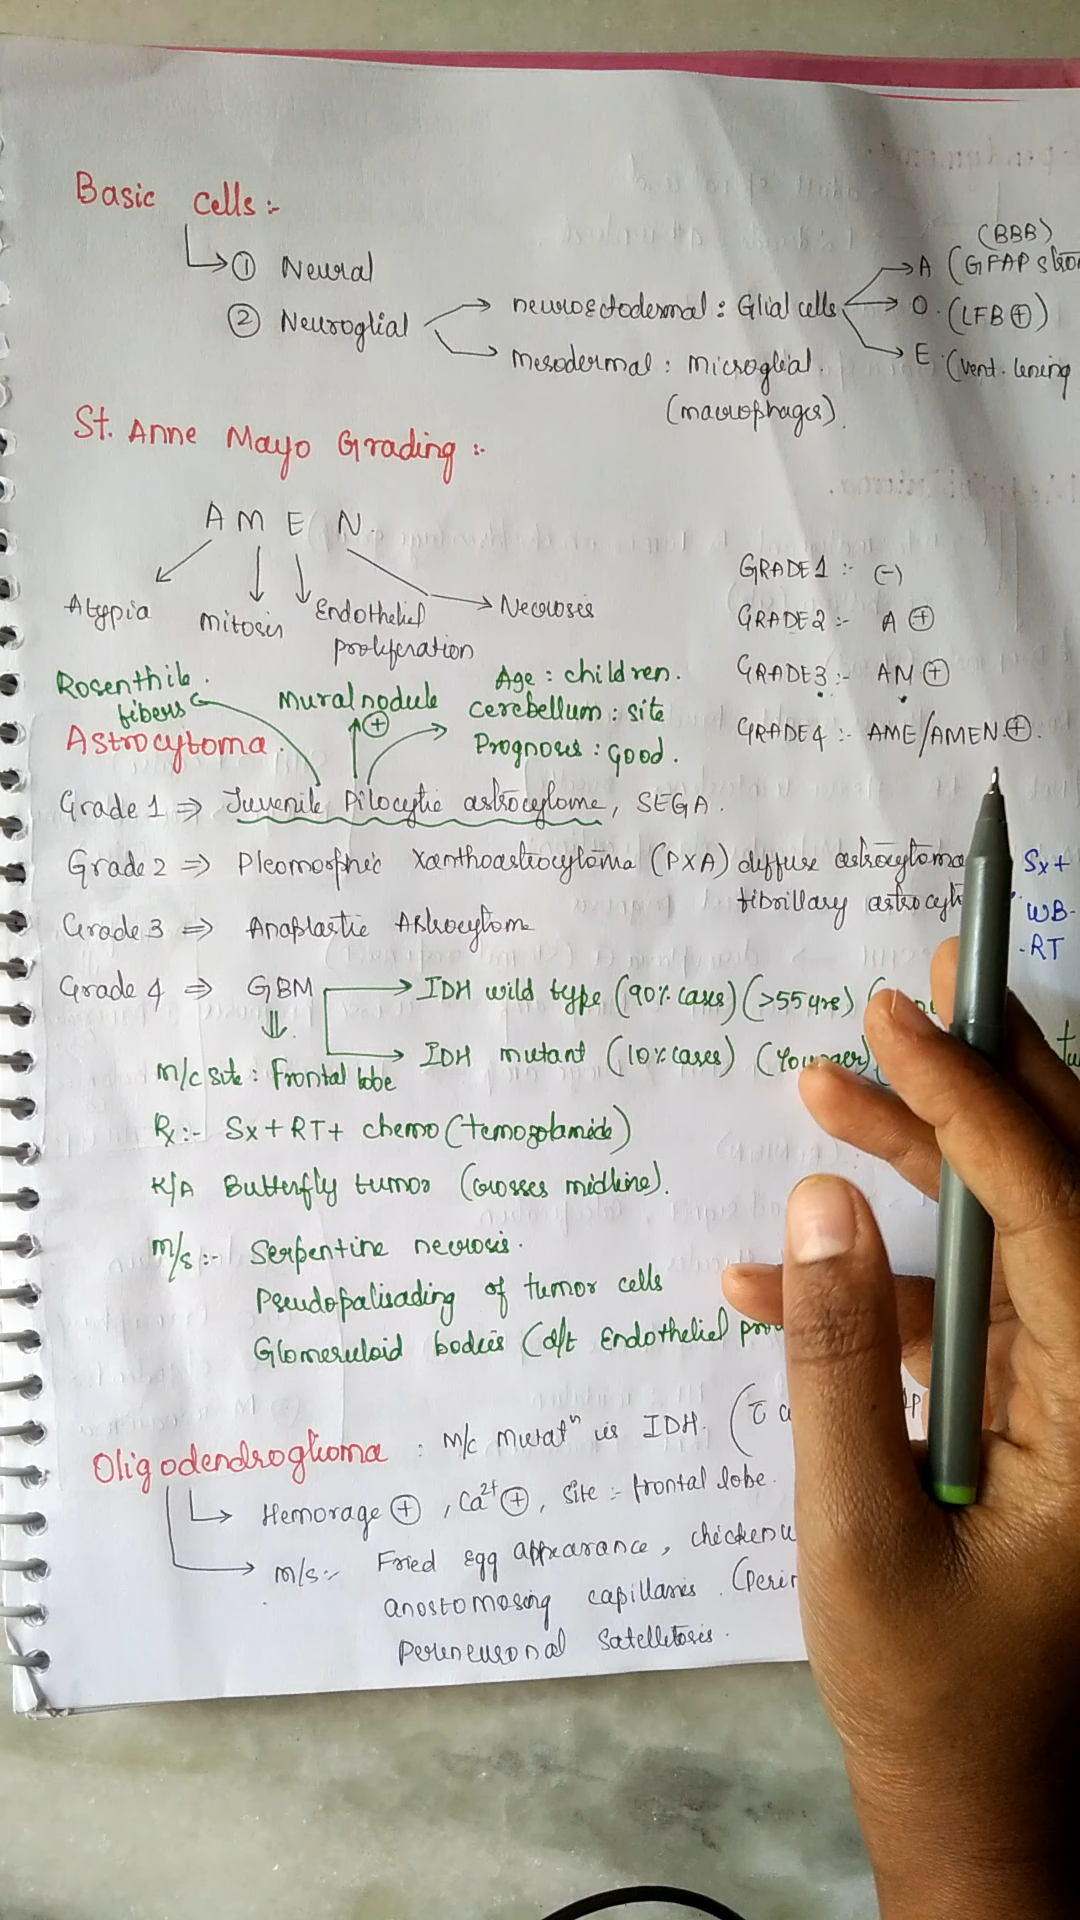 Basic cells :-
① Neural
② Neuroglial
neuroectodermal : Glial cells
Mesodermal : Microglial.
(macrophages).
(BBB)
A (GFAP
O. (LFB ⊕)
E. (vent. lening
St. Anne Mayo Grading :-
A M E N.
Atypia
Mitosis
Endothelial
proliferation
Necroses
GRADE 1 :- (-)
GRADE 2 :- A ⊕
GRADE 3 :- AM ⊕
GRADE 4 :- AME/AMEN ⊕.
Rosenthile.
fibers
Mural nodule
⊕
Age : children.
cerebellum : site
Prognosis : good.
Astrocytoma.
Grade 1 ⇒ Juvenile Pilocytic astrocytoma, SEGA.
Grade 2 ⇒ Pleomorphic Xanthoastrocytoma (PXA) diffuse astrocytoma
fibrillary
Sx+
WB-
-RT
Grade 3 ⇒ Anaplastic Astrocytoma
Grade 4 ⇒ GBM
IDH wild type (90% cases) (>55 yrs)
IDH mutant (10% cases) (Younger)
M/c site : Frontal lobe
Rx :- Sx + RT + chemo (temozolamide)
K/A Butterfly tumor (crosses midline).
M/s :- Serpentine necrosis.
Pseudopalisading of tumor cells
Glomeruloid bodies (d/t Endothelial
Oligodendroglioma : M/c mutatⁿ is IDH.
Hemorage ⊕, Ca²⁺ ⊕, site :- frontal lobe.
M/s :- Fried egg appearance,
anostomosing capillaries.
Perineuronal Satelletosis.